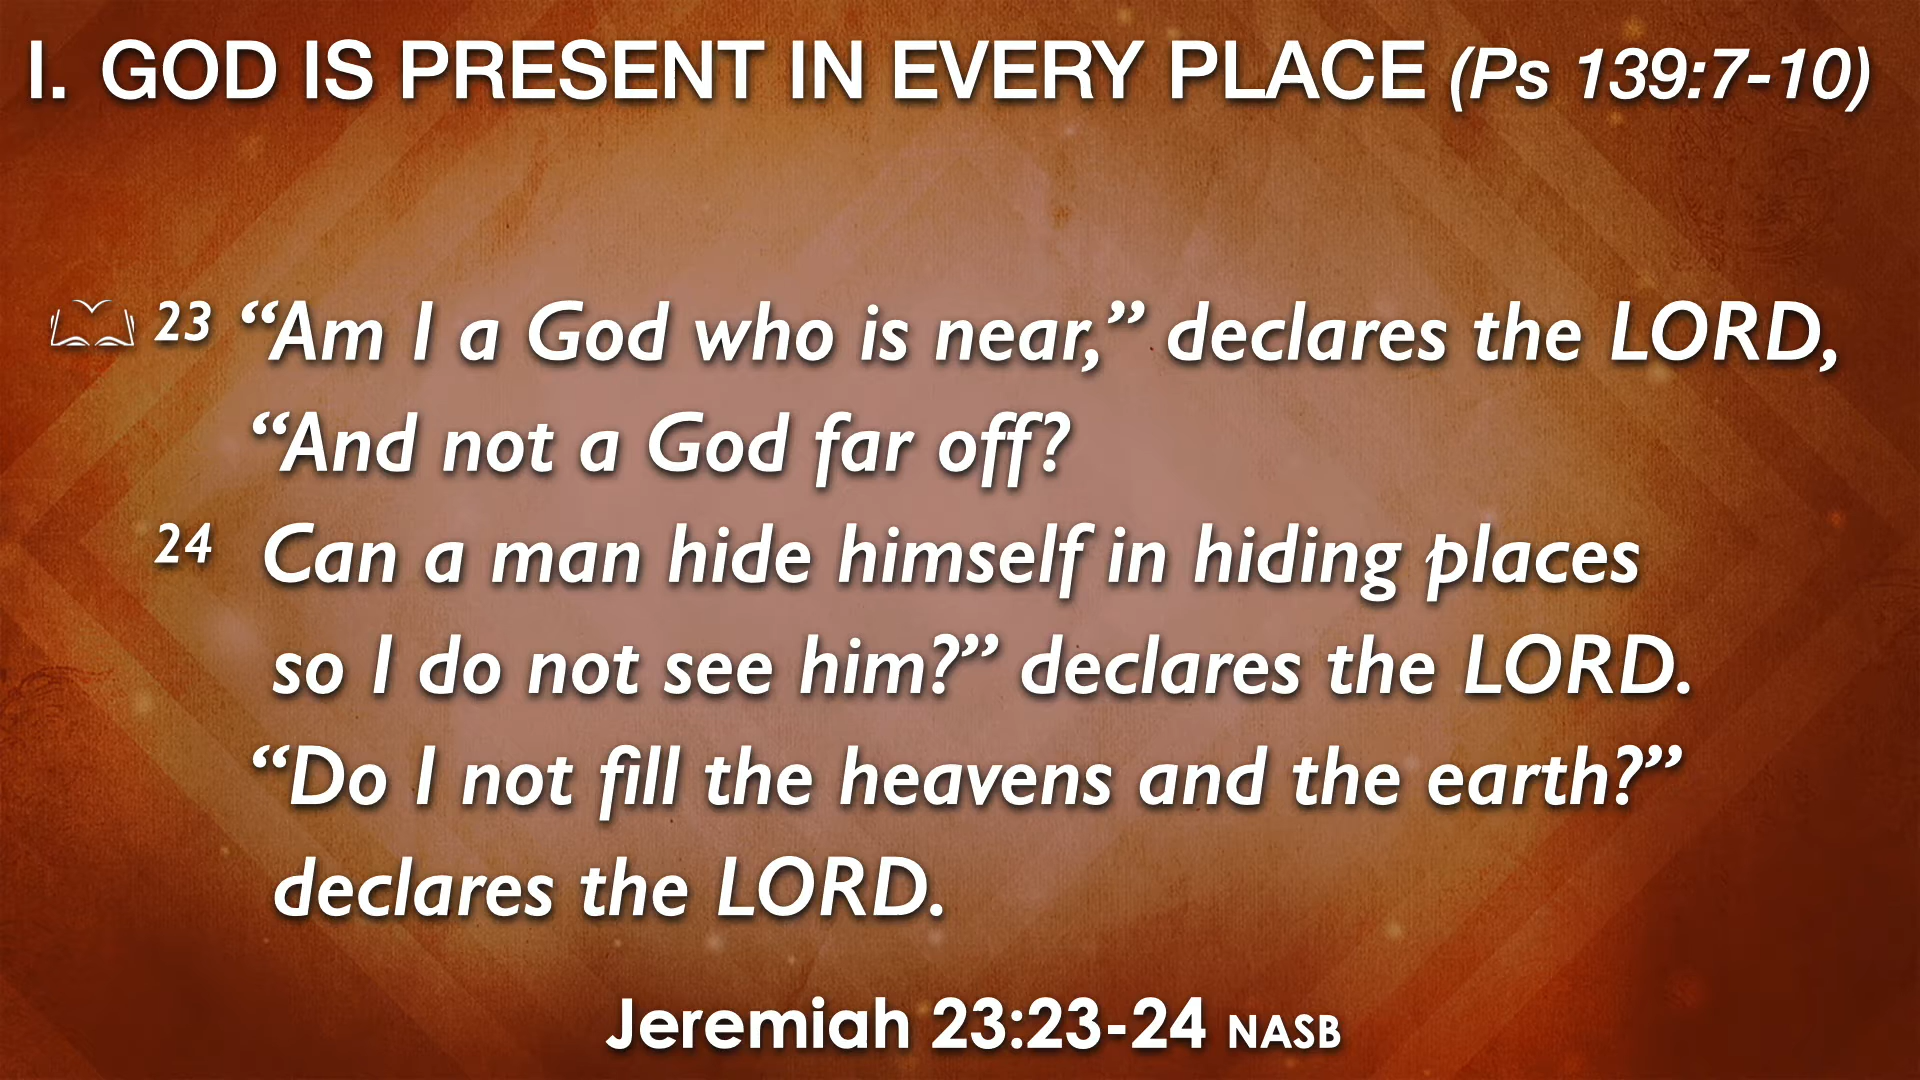 I. GOD IS PRESENT IN EVERY PLACE (Ps 139:7-10)
23 “Am I a God who is near,” declares the LORD,
“And not a God far off?
24 Can a man hide himself in hiding places
so I do not see him?” declares the LORD.
“Do I not fill the heavens and the earth?”
declares the LORD.
Jeremiah 23:23-24 NASB